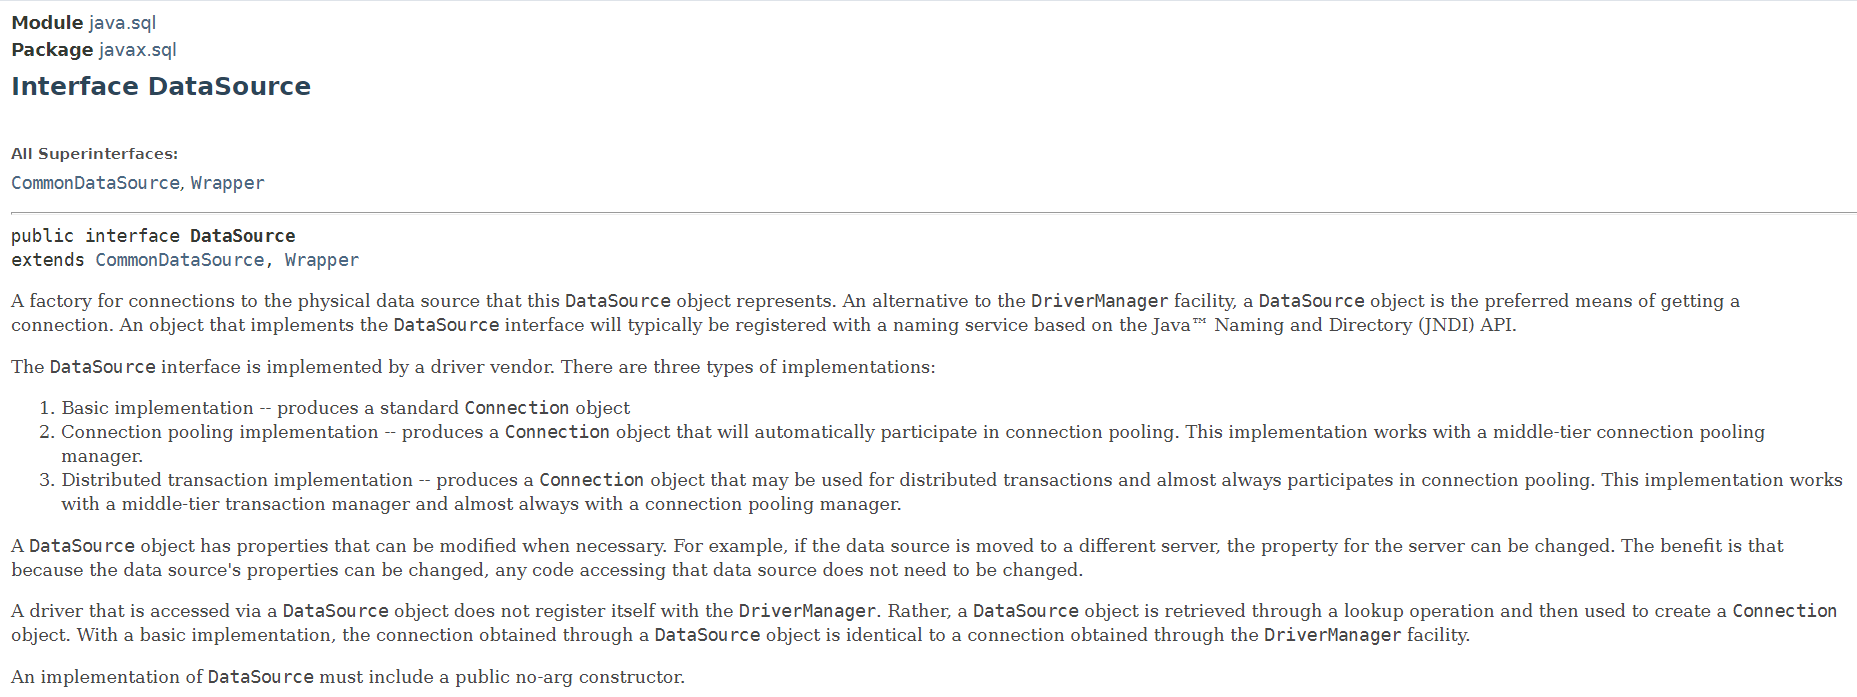 Module java.sql
Package javax.sql
Interface DataSource
All Superinterfaces:
CommonDataSource, Wrapper
public interface DataSource
extends CommonDataSource, Wrapper
A factory for connections to the physical data source that this DataSource object represents. An alternative to the DriverManager facility, a DataSource object is the preferred means of getting a
connection. An object that implements the DataSource interface will typically be registered with a naming service based on the Java™ Naming and Directory (JNDI) API.
The DataSource interface is implemented by a driver vendor. There are three types of implementations:
1. Basic implementation -- produces a standard Connection object
2. Connection pooling implementation -- produces a Connection object that will automatically participate in connection pooling. This implementation works with a middle-tier connection pooling
manager.
3. Distributed transaction implementation -- produces a Connection object that may be used for distributed transactions and almost always participates in connection pooling. This implementation works
with a middle-tier transaction manager and almost always with a connection pooling manager.
A DataSource object has properties that can be modified when necessary. For example, if the data source is moved to a different server, the property for the server can be changed. The benefit is that
because the data source's properties can be changed, any code accessing that data source does not need to be changed.
A driver that is accessed via a DataSource object does not register itself with the DriverManager. Rather, a DataSource object is retrieved through a lookup operation and then used to create a Connection
object. With a basic implementation, the connection obtained through a DataSource object is identical to a connection obtained through the DriverManager facility.
An implementation of DataSource must include a public no-arg constructor.